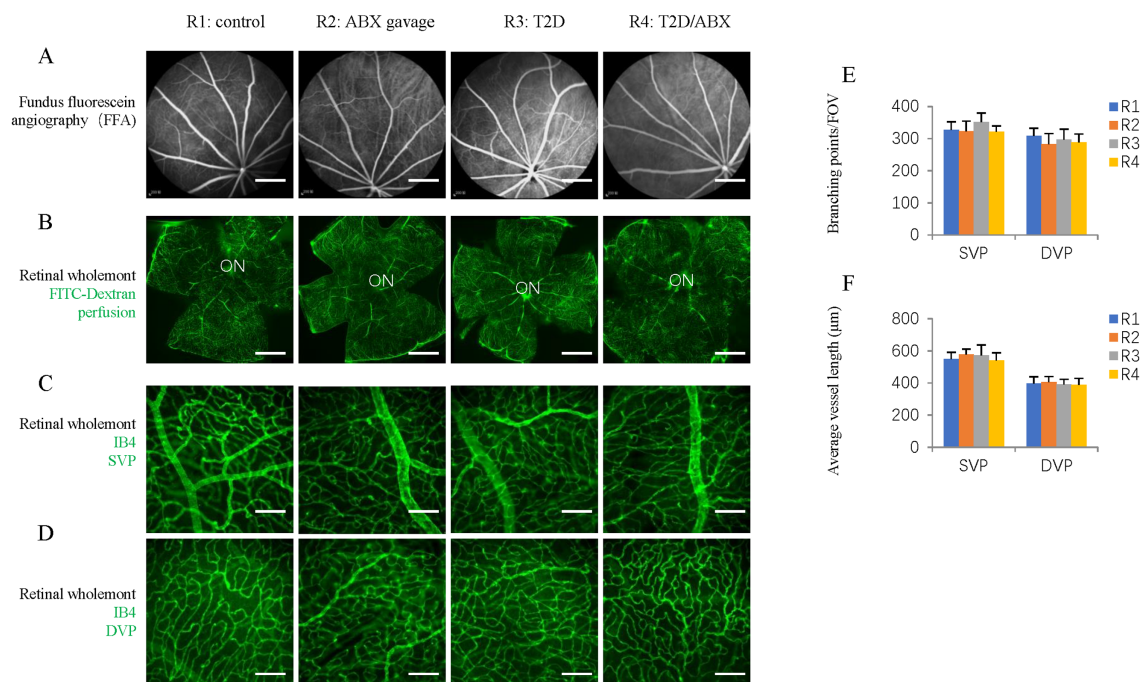 R1: control
R2: ABX gavage
R3: T2D
R4: T2D/ABX
A
Fundus fluorescein
angiography（FFA）
B
Retinal wholemont
FITC-Dextran
perfusion
ON
ON
ON
ON
C
Retinal wholemont
IB4
SVP
D
Retinal wholemont
IB4
DVP
E
Branching points/FOV
400
300
200
100
0
SVP
DVP
R1
R2
R3
R4
F
Average vessel length (μm)
800
600
400
200
0
SVP
DVP
R1
R2
R3
R4